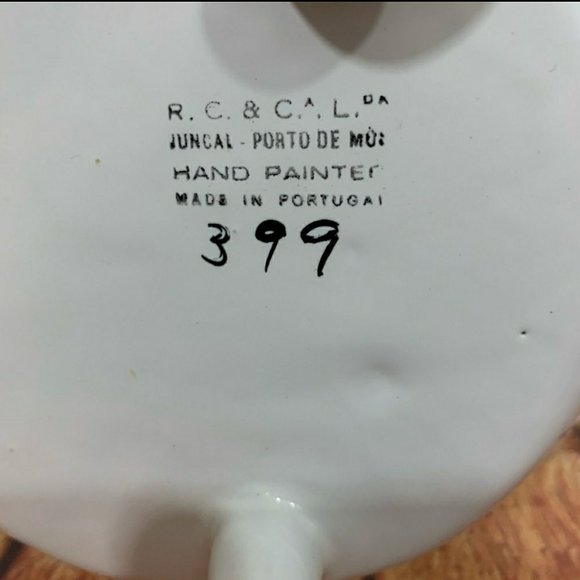 R. C. & C.ᴬ. L.ᴰᴬ
JUNCAL - PORTO DE MÓS
HAND PAINTED
MADE IN PORTUGAL
399